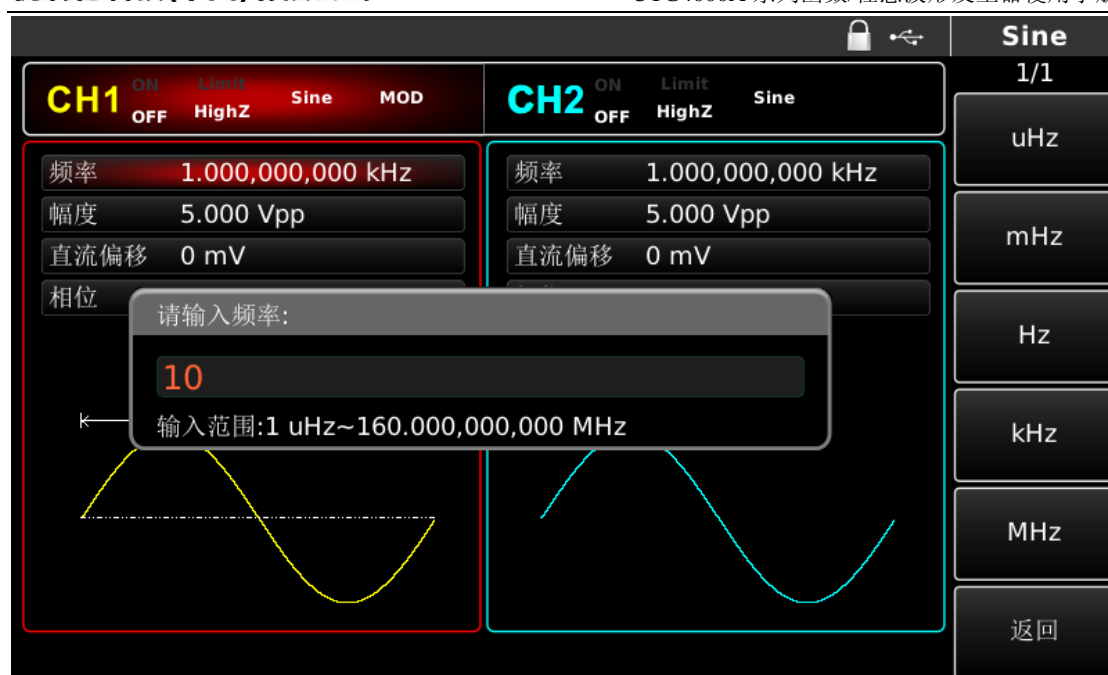 Sine
1/1
CH1 ON OFF Limit HighZ Sine MOD
CH2 ON OFF Limit HighZ Sine
频率 1.000,000,000 kHz
幅度 5.000 Vpp
直流偏移 0 mV
相位
频率 1.000,000,000 kHz
幅度 5.000 Vpp
直流偏移 0 mV
请输入频率:
10
输入范围:1 uHz~160.000,000,000 MHz
uHz
mHz
Hz
kHz
MHz
返回